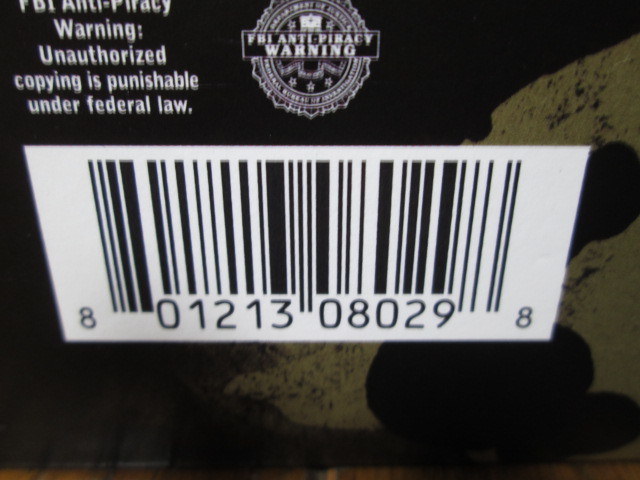 FBI Anti-Piracy
Warning:
Unauthorized
copying is punishable
under federal law.
FBI ANTI-PIRACY
WARNING
8 01213 08029 8